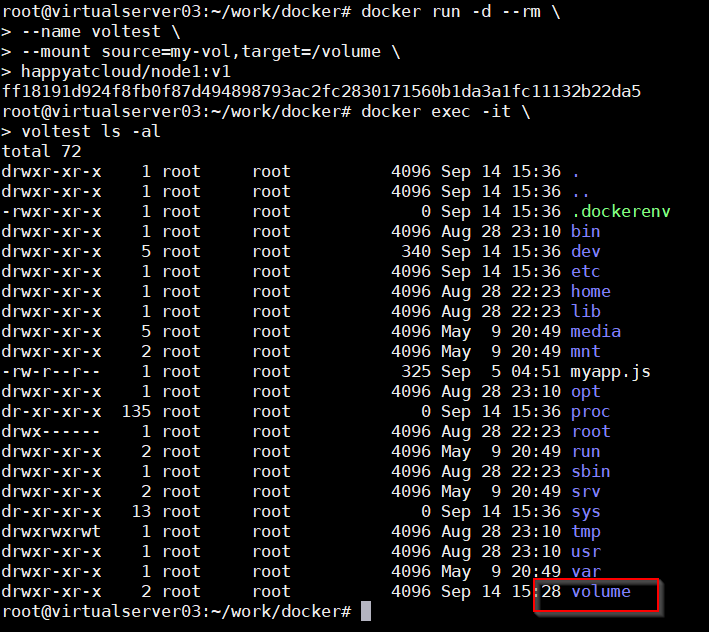 root@virtualserver03:~/work/docker# docker run -d --rm \
> --name voltest \
> --mount source=my-vol,target=/volume \
> happyatcloud/node1:v1
ff18191d924f8fb0f87d494898793ac2fc2830171560b1da3a1fc11132b22da5
root@virtualserver03:~/work/docker# docker exec -it \
> voltest ls -al
total 72
drwxr-xr-x    1 root     root          4096 Sep 14 15:36 .
drwxr-xr-x    1 root     root          4096 Sep 14 15:36 ..
-rwxr-xr-x    1 root     root             0 Sep 14 15:36 .dockerenv
drwxr-xr-x    1 root     root          4096 Aug 28 23:10 bin
drwxr-xr-x    5 root     root           340 Sep 14 15:36 dev
drwxr-xr-x    1 root     root          4096 Sep 14 15:36 etc
drwxr-xr-x    1 root     root          4096 Aug 28 22:23 home
drwxr-xr-x    1 root     root          4096 Aug 28 22:23 lib
drwxr-xr-x    5 root     root          4096 May  9 20:49 media
drwxr-xr-x    2 root     root          4096 May  9 20:49 mnt
-rw-r--r--    1 root     root           325 Sep  5 04:51 myapp.js
drwxr-xr-x    1 root     root          4096 Aug 28 23:10 opt
dr-xr-xr-x  135 root     root             0 Sep 14 15:36 proc
drwx------    1 root     root          4096 Aug 28 22:23 root
drwxr-xr-x    2 root     root          4096 May  9 20:49 run
drwxr-xr-x    1 root     root          4096 Aug 28 22:23 sbin
drwxr-xr-x    2 root     root          4096 May  9 20:49 srv
dr-xr-xr-x   13 root     root             0 Sep 14 15:36 sys
drwxrwxrwt    1 root     root          4096 Aug 28 23:10 tmp
drwxr-xr-x    1 root     root          4096 Aug 28 23:10 usr
drwxr-xr-x    1 root     root          4096 May  9 20:49 var
drwxr-xr-x    2 root     root          4096 Sep 14 15:28 volume
root@virtualserver03:~/work/docker#